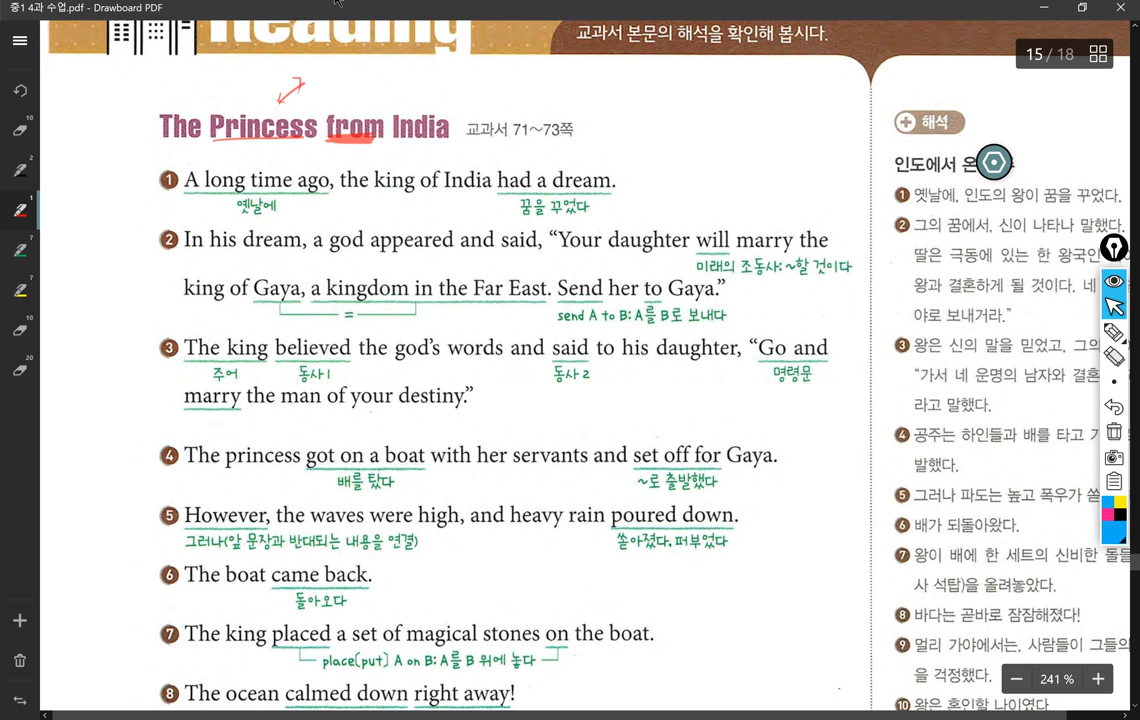 중1 4과 수업.pdf - Drawboard PDF
Reading
교과서 본문의 해석을 확인해 봅시다.
15 / 18
The Princess from India 교과서 71~73쪽
1 A long time ago, the king of India had a dream.
옛날에 꿈을 꾸었다
2 In his dream, a god appeared and said, “Your daughter will marry the
미래의 조동사: ~할 것이다
king of Gaya, a kingdom in the Far East. Send her to Gaya.”
= send A to B: A를 B로 보내다
3 The king believed the god’s words and said to his daughter, “Go and
주어 동사1 동사2 명령문
marry the man of your destiny.”
4 The princess got on a boat with her servants and set off for Gaya.
배를 탔다 ~로 출발했다
5 However, the waves were high, and heavy rain poured down.
그러나(앞 문장과 반대되는 내용을 연결) 쏟아졌다, 퍼부었다
6 The boat came back.
돌아오다
7 The king placed a set of magical stones on the boat.
place(put) A on B: A를 B 위에 놓다
8 The ocean calmed down right away!
해석
인도에서 온
1 옛날에, 인도의 왕이 꿈을 꾸었다.
2 그의 꿈에서, 신이 나타나 말했다.
딸은 극동에 있는 한 왕국인
왕과 결혼하게 될 것이다. 네
야로 보내거라.”
3 왕은 신의 말을 믿었고, 그의
“가서 네 운명의 남자와 결혼
라고 말했다.
4 공주는 하인들과 배를 타고
발했다.
5 그러나 파도는 높고 폭우가
6 배가 되돌아왔다.
7 왕이 배에 한 세트의 신비한 돌들
사 석탑)을 올려놓았다.
8 바다는 곧바로 잠잠해졌다!
9 멀리 가야에서는, 사람들이 그들의
을 걱정했다.
10 왕은 혼인할 나이였다
241 %